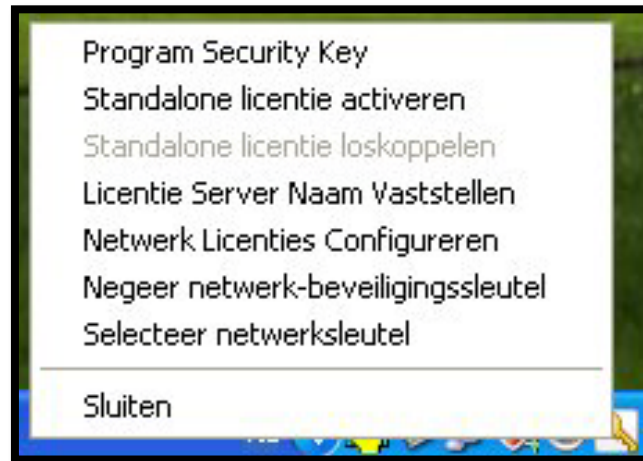 Program Security Key
Standalone licentie activeren
Standalone licentie loskoppelen
Licentie Server Naam Vaststellen
Netwerk Licenties Configureren
Negeer netwerk-beveiligingssleutel
Selecteer netwerksleutel
Sluiten